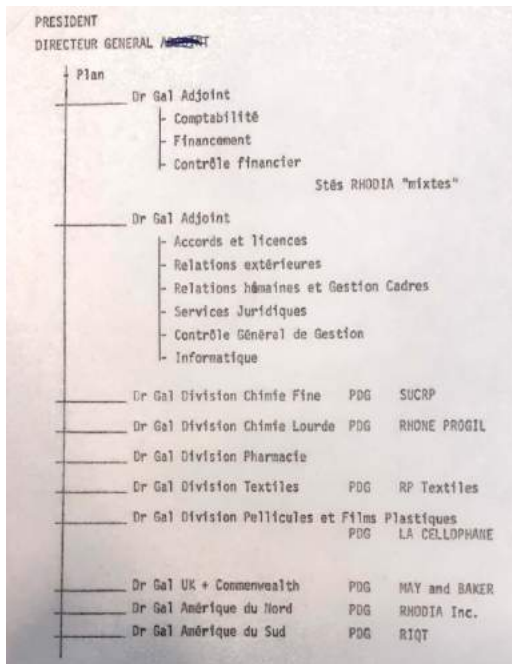 PRESIDENT
DIRECTEUR GENERAL
Plan
Dr Gal Adjoint
- Comptabilité
- Financement
- Contrôle financier
Stés RHODIA "mixtes"
Dr Gal Adjoint
- Accords et licences
- Relations extérieures
- Relations humaines et Gestion Cadres
- Services Juridiques
- Contrôle Général de Gestion
- Informatique
Dr Gal Division Chimie Fine PDG SUCRP
Dr Gal Division Chimie Lourde PDG RHONE PROGIL
Dr Gal Division Pharmacie
Dr Gal Division Textiles PDG RP Textiles
Dr Gal Division Pellicules et Films Plastiques
PDG LA CELLOPHANE
Dr Gal UK + Commenwealth PDG MAY and BAKER
Dr Gal Amérique du Nord PDG RHODIA Inc.
Dr Gal Amérique du Sud PDG RIQT